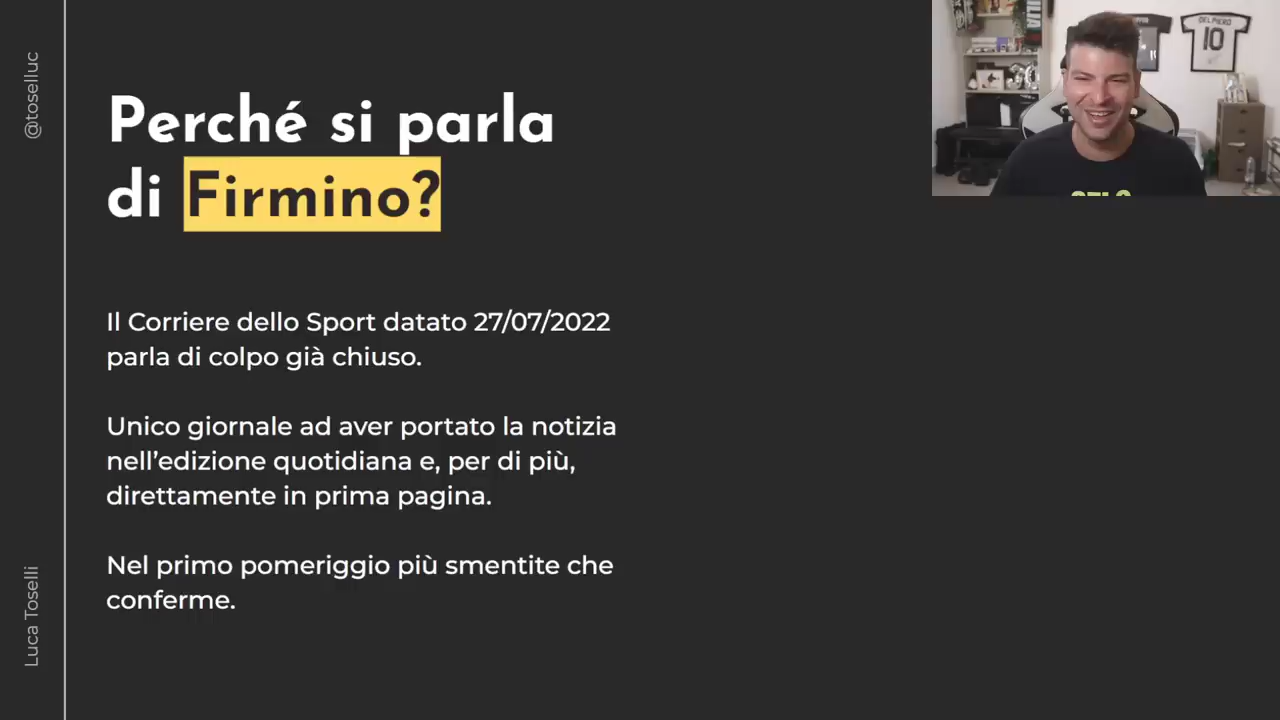 @toselluc
Luca Toselli
Perché si parla
di Firmino?
Il Corriere dello Sport datato 27/07/2022
parla di colpo già chiuso.
Unico giornale ad aver portato la notizia
nell’edizione quotidiana e, per di più,
direttamente in prima pagina.
Nel primo pomeriggio più smentite che
conferme.
DEL PIERO
10